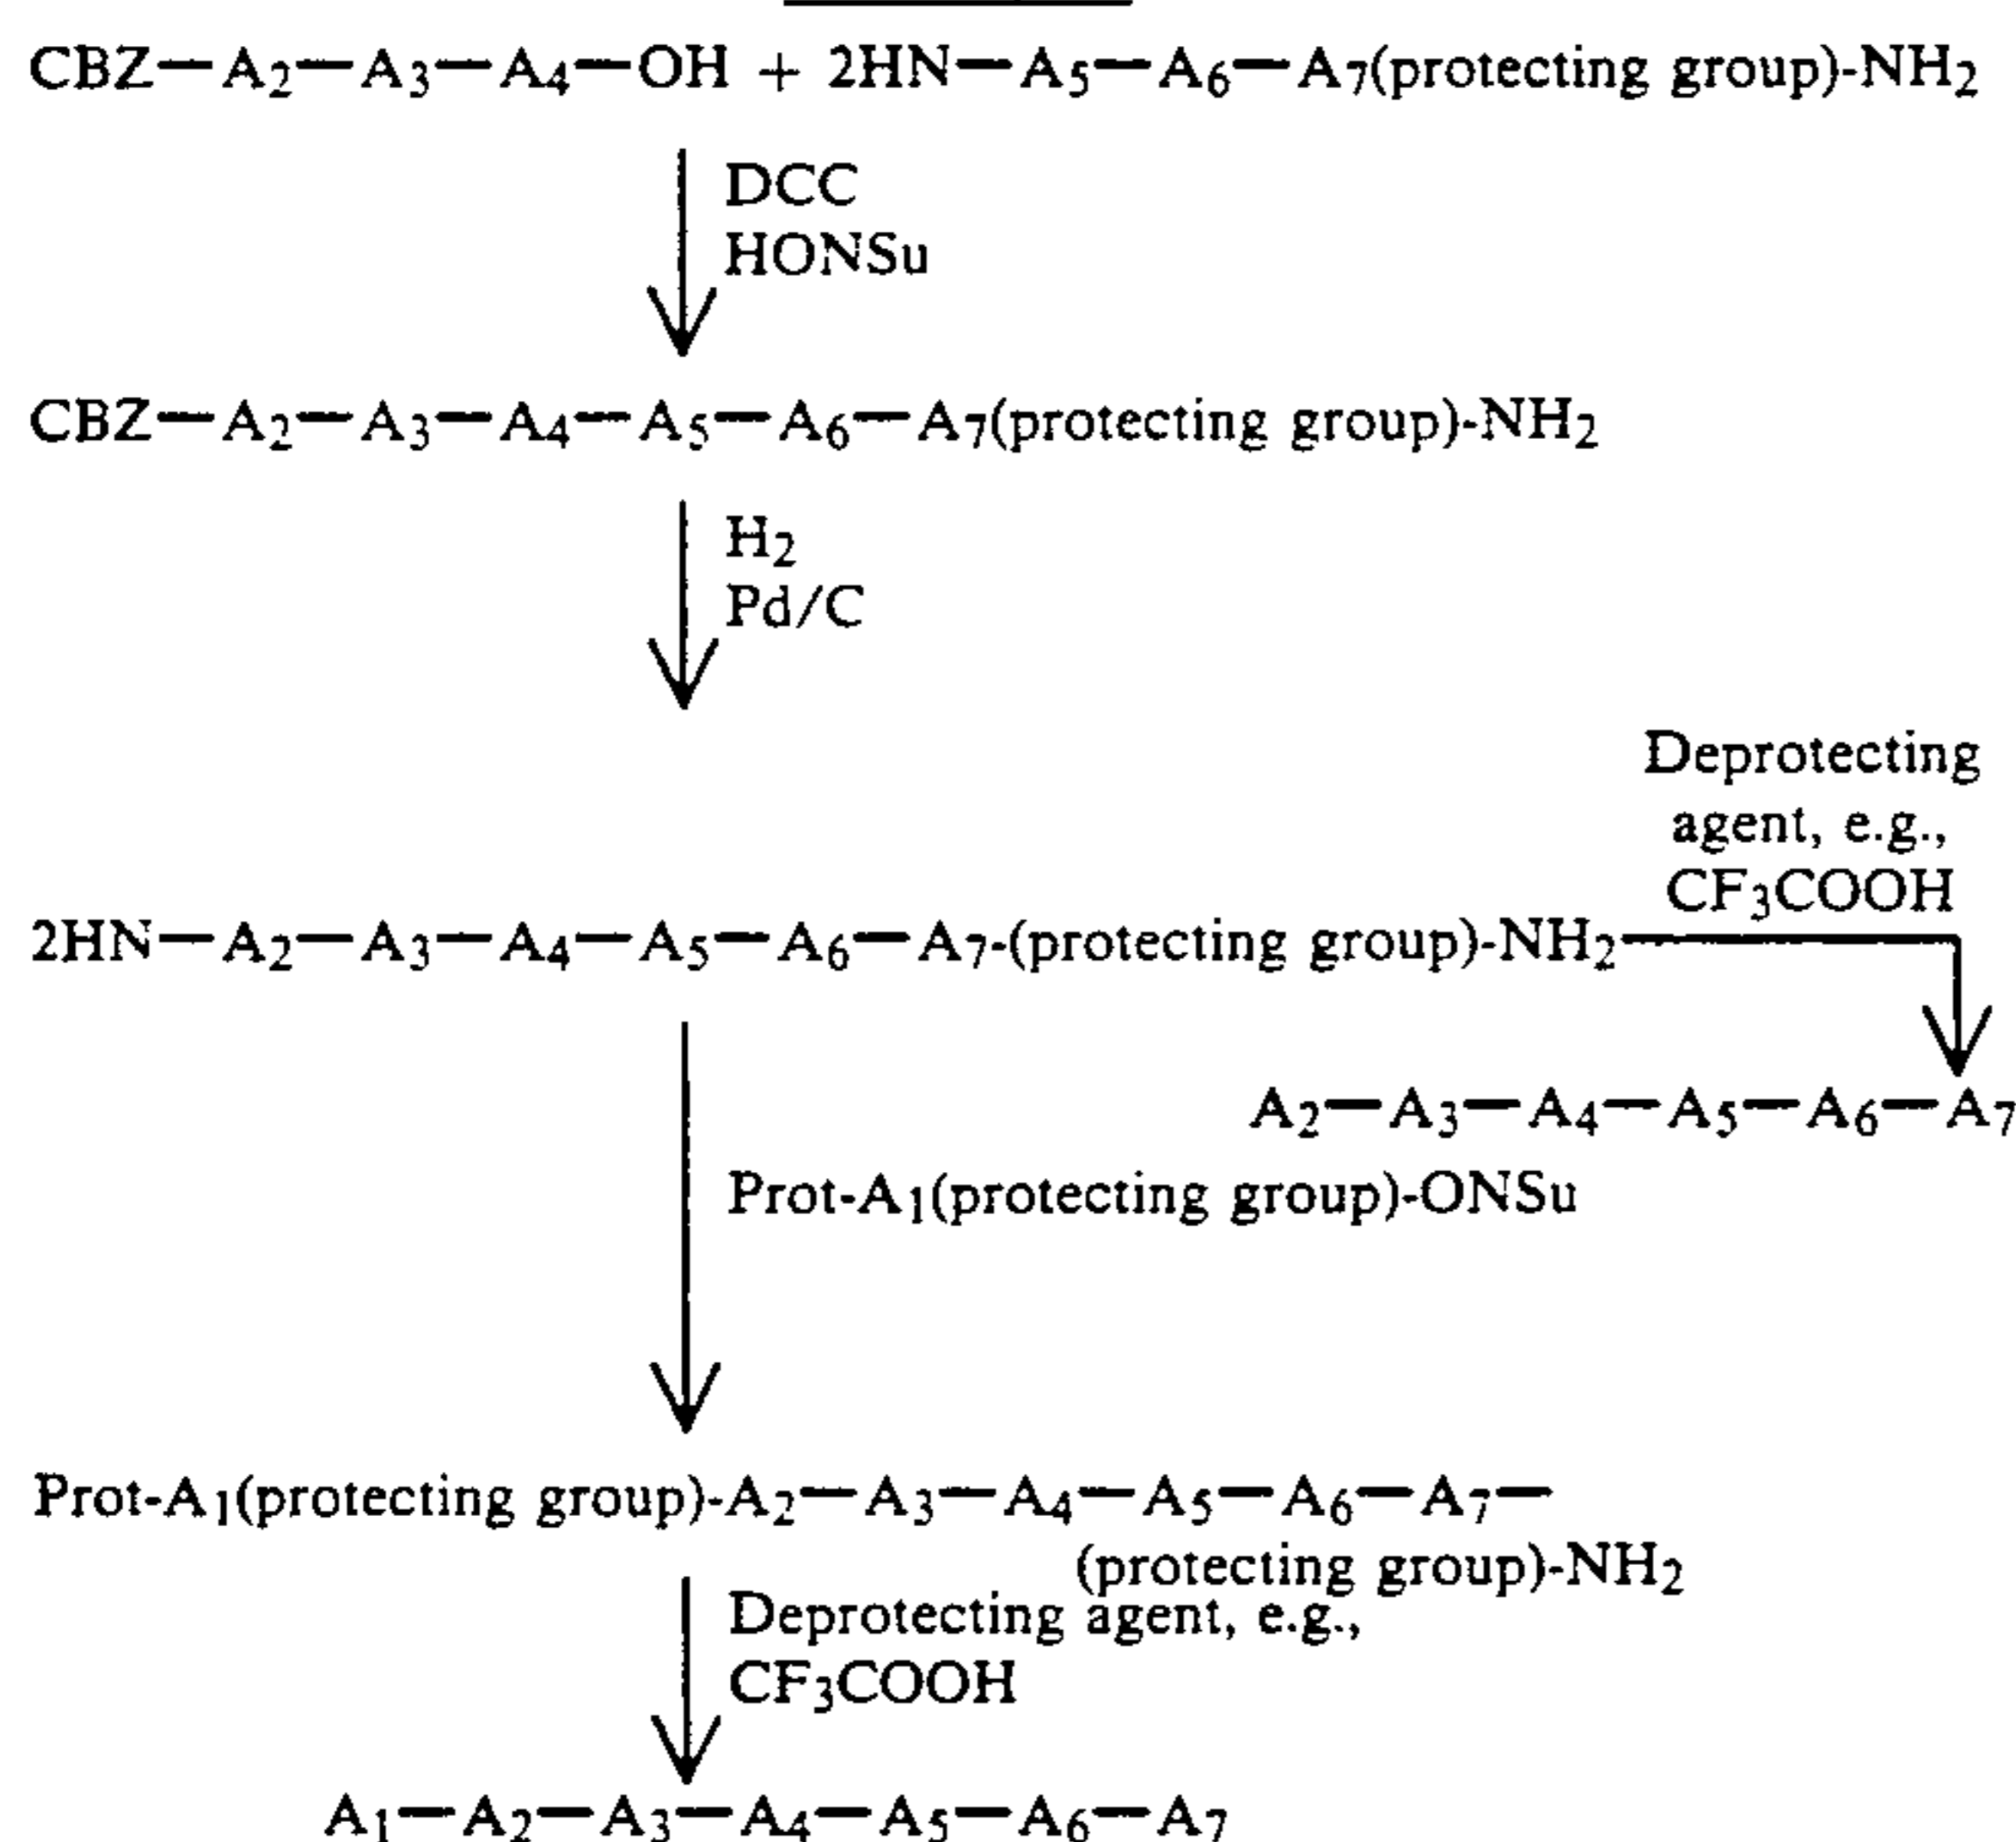 CBZ—A2—A3—A4—OH + 2HN—A5—A6—A7(protecting group)-NH2
DCC
HONSu
CBZ—A2—A3—A4—A5—A6—A7(protecting group)-NH2
H2
Pd/C
Deprotecting
agent, e.g.,
CF3COOH
2HN—A2—A3—A4—A5—A6—A7-(protecting group)-NH2
A2—A3—A4—A5—A6—A7
Prot-A1(protecting group)-ONSu
Prot-A1(protecting group)-A2—A3—A4—A5—A6—A7—
(protecting group)-NH2
Deprotecting agent, e.g.,
CF3COOH
A1—A2—A3—A4—A5—A6—A7